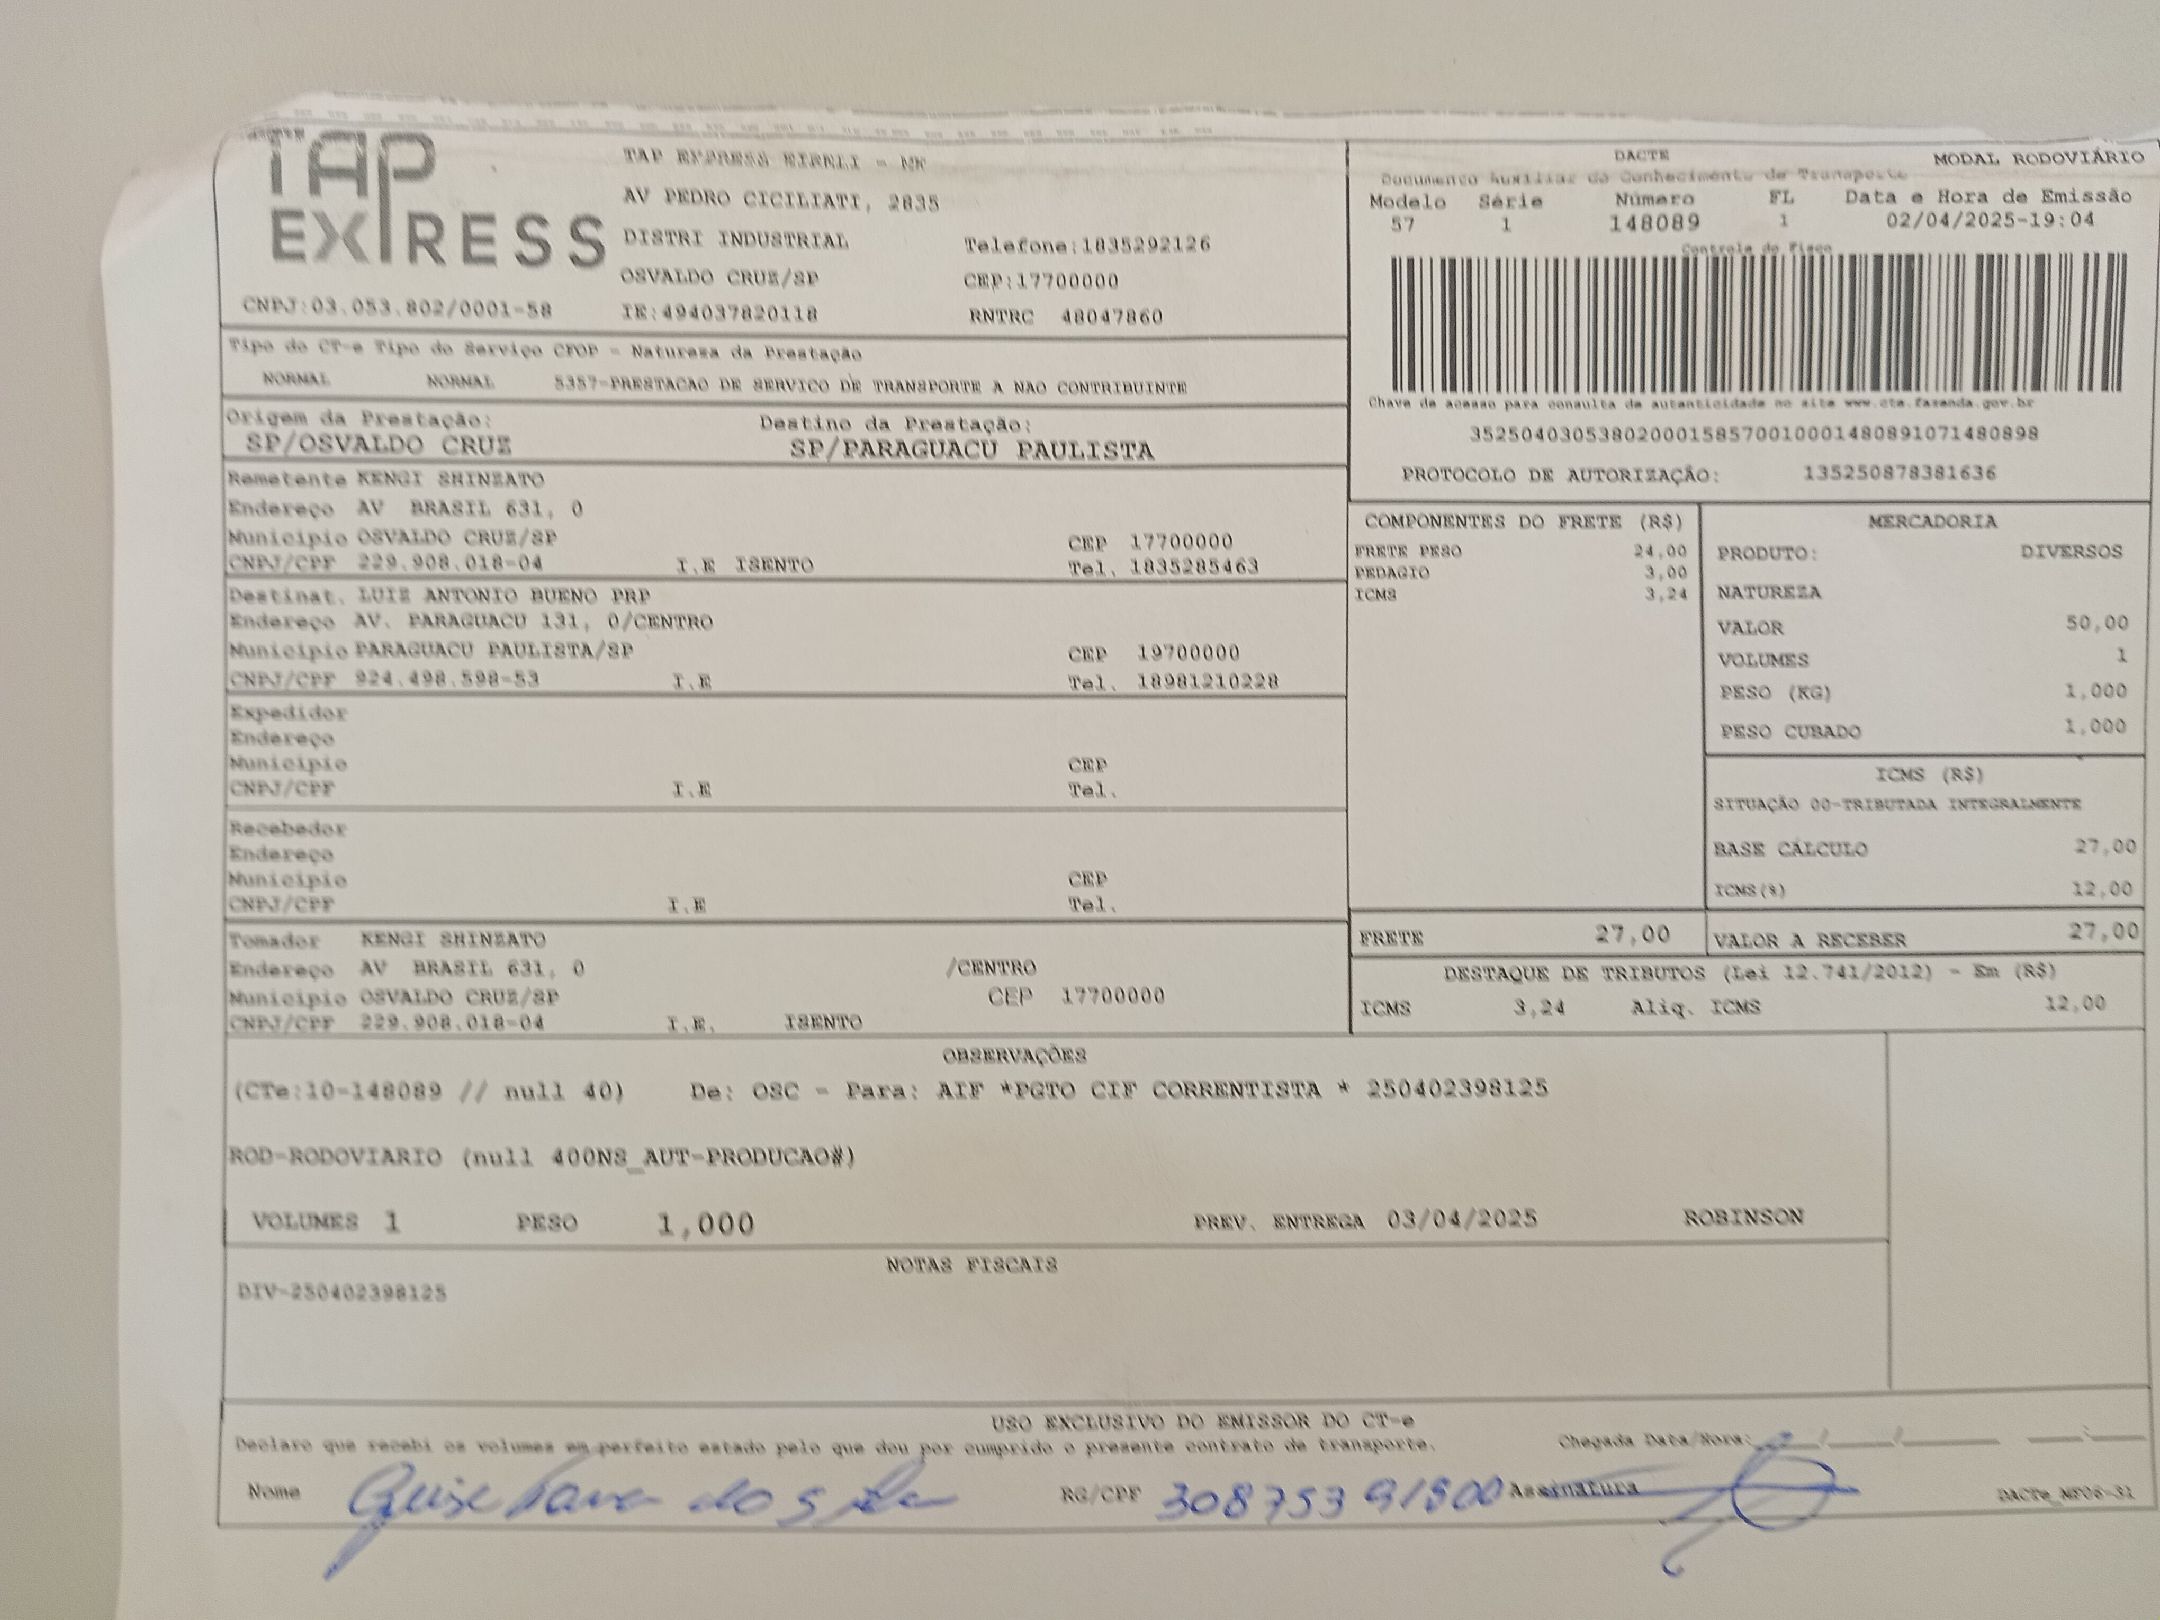 TAP
EXPRESS
CNPJ:03.053.802/0001-58
TAP EXPRESS EIRELI - NK
AV PEDRO CICILIATI, 2835
DISTRI INDUSTRIAL Telefone:1835292126
OSVALDO CRUZ/SP CEP:17700000
IE:494037820118 RNTRC 48047860
DACTE MODAL RODOVIÁRIO
Documento Auxiliar do Conhecimento de Transporte
Modelo Série Número FL Data e Hora de Emissão
57 1 148089 1 02/04/2025-19:04
Controle do Fisco
Chave de acesso para consulta de autenticidade no site www.cte.fazenda.gov.br
35250403053802000158570010001480891071480898
PROTOCOLO DE AUTORIZAÇÃO: 135250878381636
Tipo do CT-e Tipo do Serviço CFOP - Natureza da Prestação
NORMAL NORMAL 5357-PRESTACAO DE SERVICO DE TRANSPORTE A NAO CONTRIBUINTE
Origem da Prestação: Destino da Prestação:
SP/OSVALDO CRUZ SP/PARAGUACU PAULISTA
Remetente KENGI SHINZATO
Endereço AV BRASIL 631, 0
Município OSVALDO CRUZ/SP CEP 17700000
CNPJ/CPF 229.908.018-04 I.E ISENTO Tel. 1835285463
Destinat. LUIZ ANTONIO BUENO PRP
Endereço AV. PARAGUACU 131, 0/CENTRO
Município PARAGUACU PAULISTA/SP CEP 19700000
CNPJ/CPF 924.498.598-53 I.E Tel. 18981210228
Expedidor
Endereço
Município CEP
CNPJ/CPF I.E Tel.
Recebedor
Endereço
Município CEP
CNPJ/CPF I.E Tel.
Tomador KENGI SHINZATO
Endereço AV BRASIL 631, 0 /CENTRO
Município OSVALDO CRUZ/SP CEP 17700000
CNPJ/CPF 229.908.018-04 I.E. ISENTO
COMPONENTES DO FRETE (R$)
FRETE PESO 24,00
PEDAGIO 3,00
ICMS 3,24
MERCADORIA
PRODUTO: DIVERSOS
NATUREZA
VALOR 50,00
VOLUMES 1
PESO (KG) 1,000
PESO CUBADO 1,000
ICMS (R$)
SITUAÇÃO 00-TRIBUTADA INTEGRALMENTE
BASE CÁLCULO 27,00
ICMS(%) 12,00
FRETE 27,00 VALOR A RECEBER 27,00
DESTAQUE DE TRIBUTOS (Lei 12.741/2012) - Em (R$)
ICMS 3,24 Aliq. ICMS 12,00
OBSERVAÇÕES
(CTe:10-148089 // null 40) De: OSC - Para: AIF *PGTO CIF CORRENTISTA * 250402398125
ROD-RODOVIARIO (null 400NS_AUT-PRODUCAO#)
VOLUMES 1 PESO 1,000 PREV. ENTREGA 03/04/2025 ROBINSON
NOTAS FISCAIS
DIV-250402398125
USO EXCLUSIVO DO EMISSOR DO CT-e
Declaro que recebi os volumes em perfeito estado pelo que dou por cumprido o presente contrato de transporte. Chegada Data/Hora: __/__/____ __:__
Nome RG/CPF 30875391800 Assinatura DACTe_MF06-31